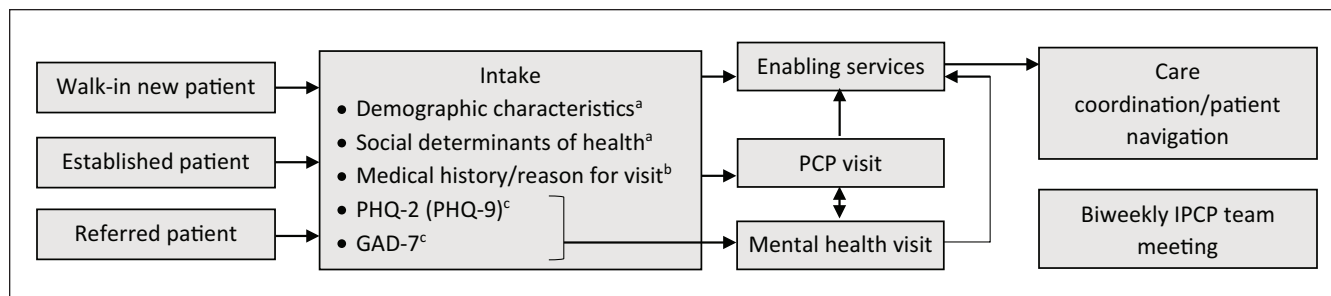 Walk-in new patient
Established patient
Referred patient
Intake
• Demographic characteristicsᵃ
• Social determinants of healthᵃ
• Medical history/reason for visitᵇ
• PHQ-2 (PHQ-9)ᶜ
• GAD-7ᶜ
Enabling services
PCP visit
Mental health visit
Care
coordination/patient
navigation
Biweekly IPCP team
meeting